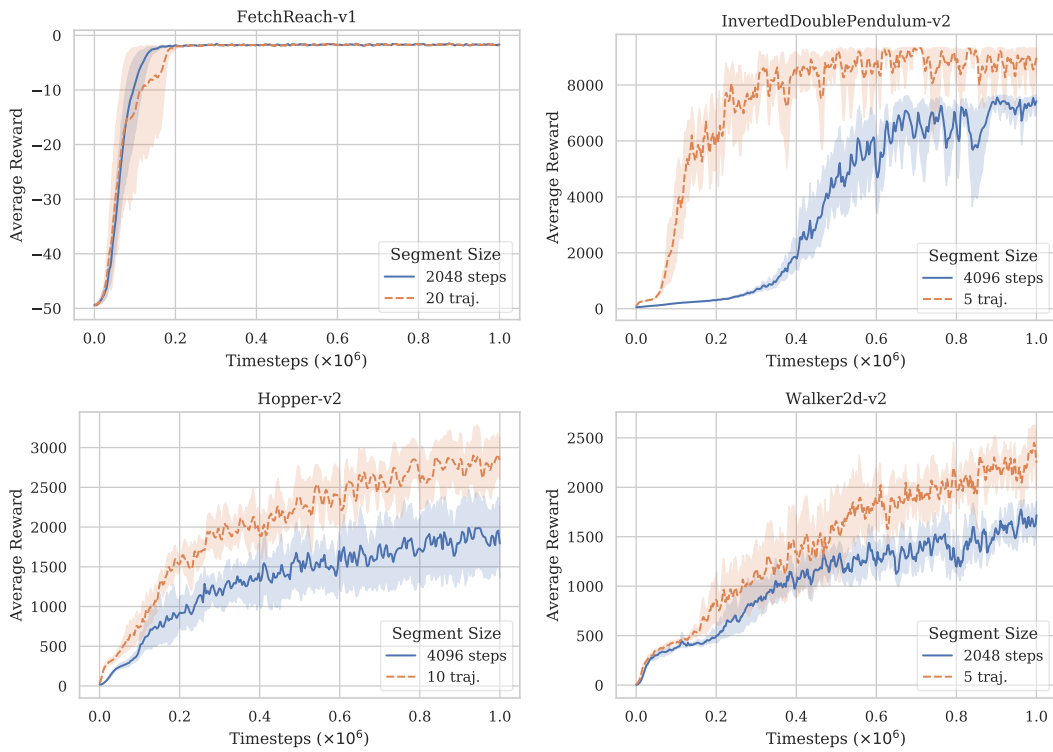 FetchReach-v1
Average Reward
0
−10
−20
−30
−40
−50
0.0 0.2 0.4 0.6 0.8 1.0
Timesteps (×10⁶)
Segment Size
2048 steps
20 traj.
InvertedDoublePendulum-v2
Average Reward
8000
6000
4000
2000
0
0.0 0.2 0.4 0.6 0.8 1.0
Timesteps (×10⁶)
Segment Size
4096 steps
5 traj.
Hopper-v2
Average Reward
3000
2500
2000
1500
1000
500
0
0.0 0.2 0.4 0.6 0.8 1.0
Timesteps (×10⁶)
Segment Size
4096 steps
10 traj.
Walker2d-v2
Average Reward
2500
2000
1500
1000
500
0
0.0 0.2 0.4 0.6 0.8 1.0
Timesteps (×10⁶)
Segment Size
2048 steps
5 traj.